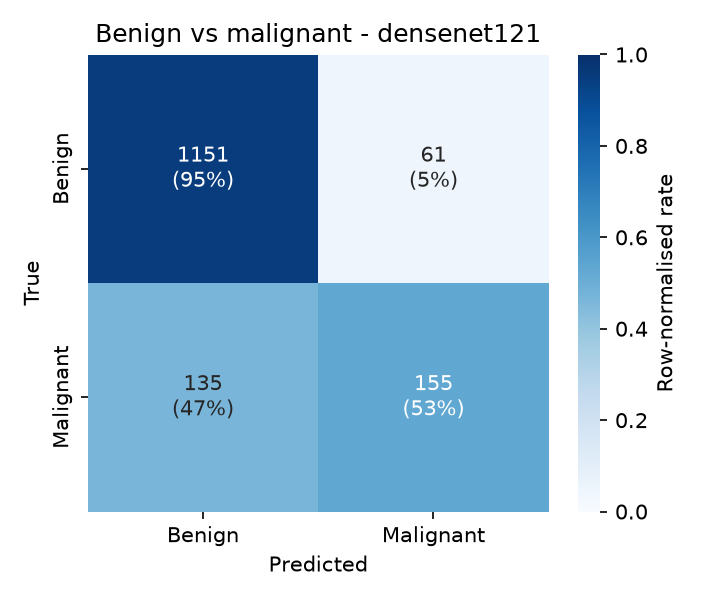 Benign vs malignant - densenet121
True
Benign
Malignant
1151
(95%)
61
(5%)
135
(47%)
155
(53%)
Benign
Malignant
Predicted
1.0
0.8
0.6
0.4
0.2
0.0
Row-normalised rate